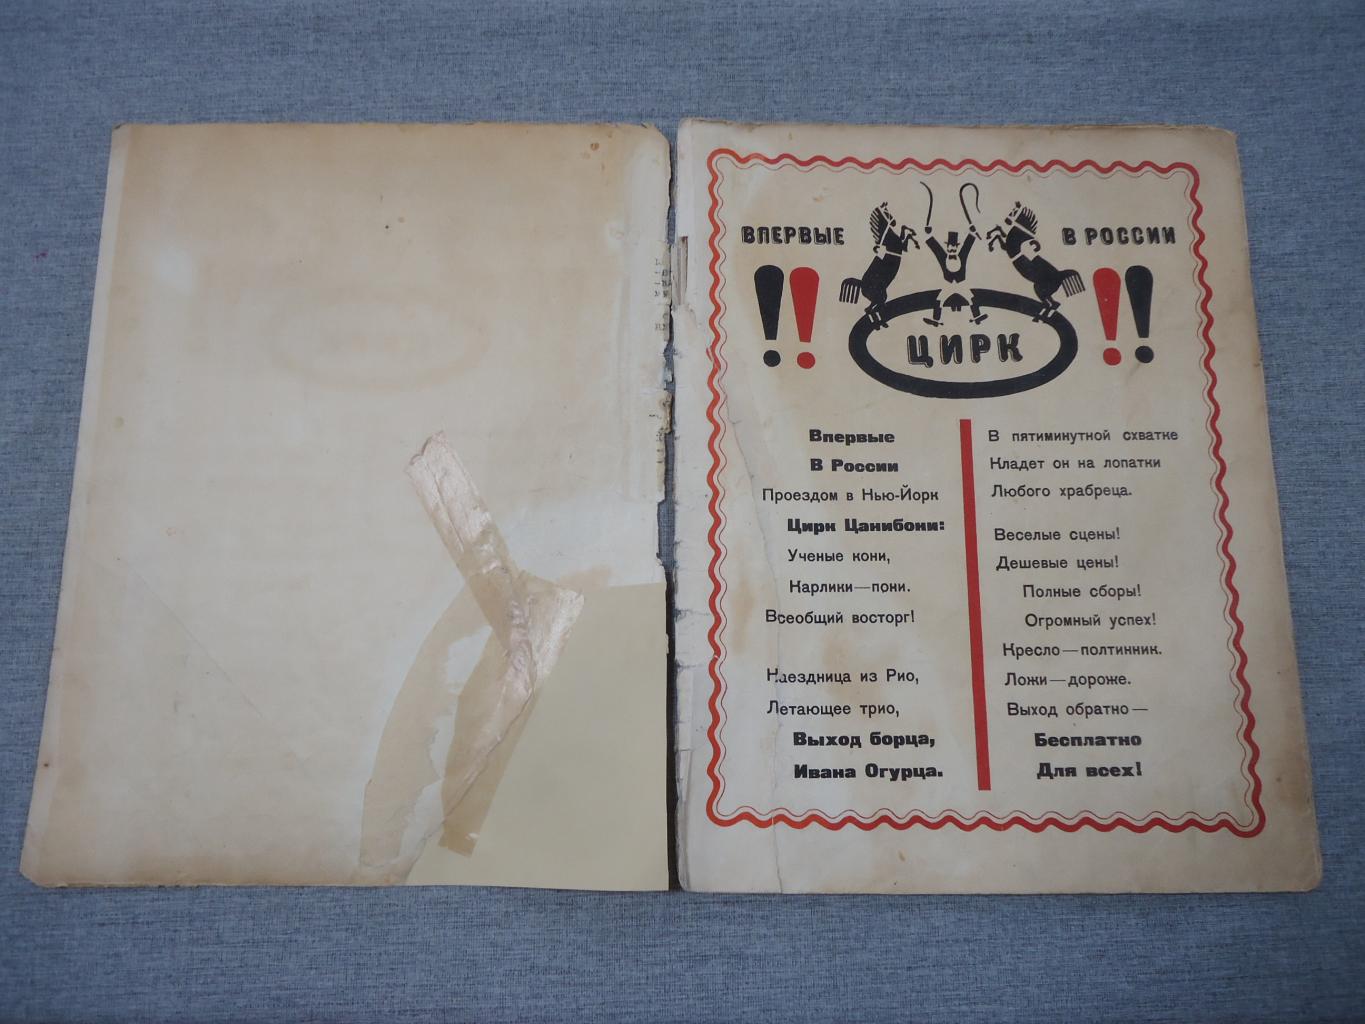 ВПЕРВЫЕ
В РОССИИ
!!
!!
ЦИРК
Впервые
В России
Проездом в Нью-Йорк
Цирк Цанибони:
Ученые кони,
Карлики—пони.
Всеобщий восторг!
Наездница из Рио,
Летающее трио,
Выход борца,
Ивана Огурца.
В пятиминутной схватке
Кладет он на лопатки
Любого храбреца.
Веселые сцены!
Дешевые цены!
Полные сборы!
Огромный успех!
Кресло—полтинник.
Ложи—дороже.
Выход обратно—
Бесплатно
Для всех!